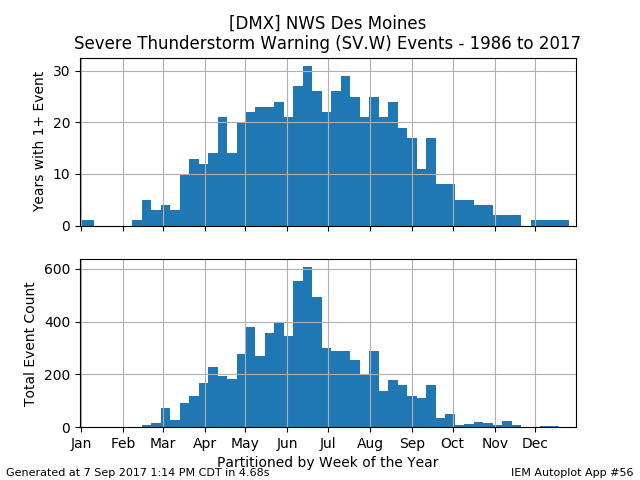 [DMX] NWS Des Moines
Severe Thunderstorm Warning (SV.W) Events - 1986 to 2017
Years with 1+ Event
30
20
10
0
Total Event Count
600
400
200
0
Jan Feb Mar Apr May Jun Jul Aug Sep Oct Nov Dec
Partitioned by Week of the Year
Generated at 7 Sep 2017 1:14 PM CDT in 4.68s
IEM Autoplot App #56